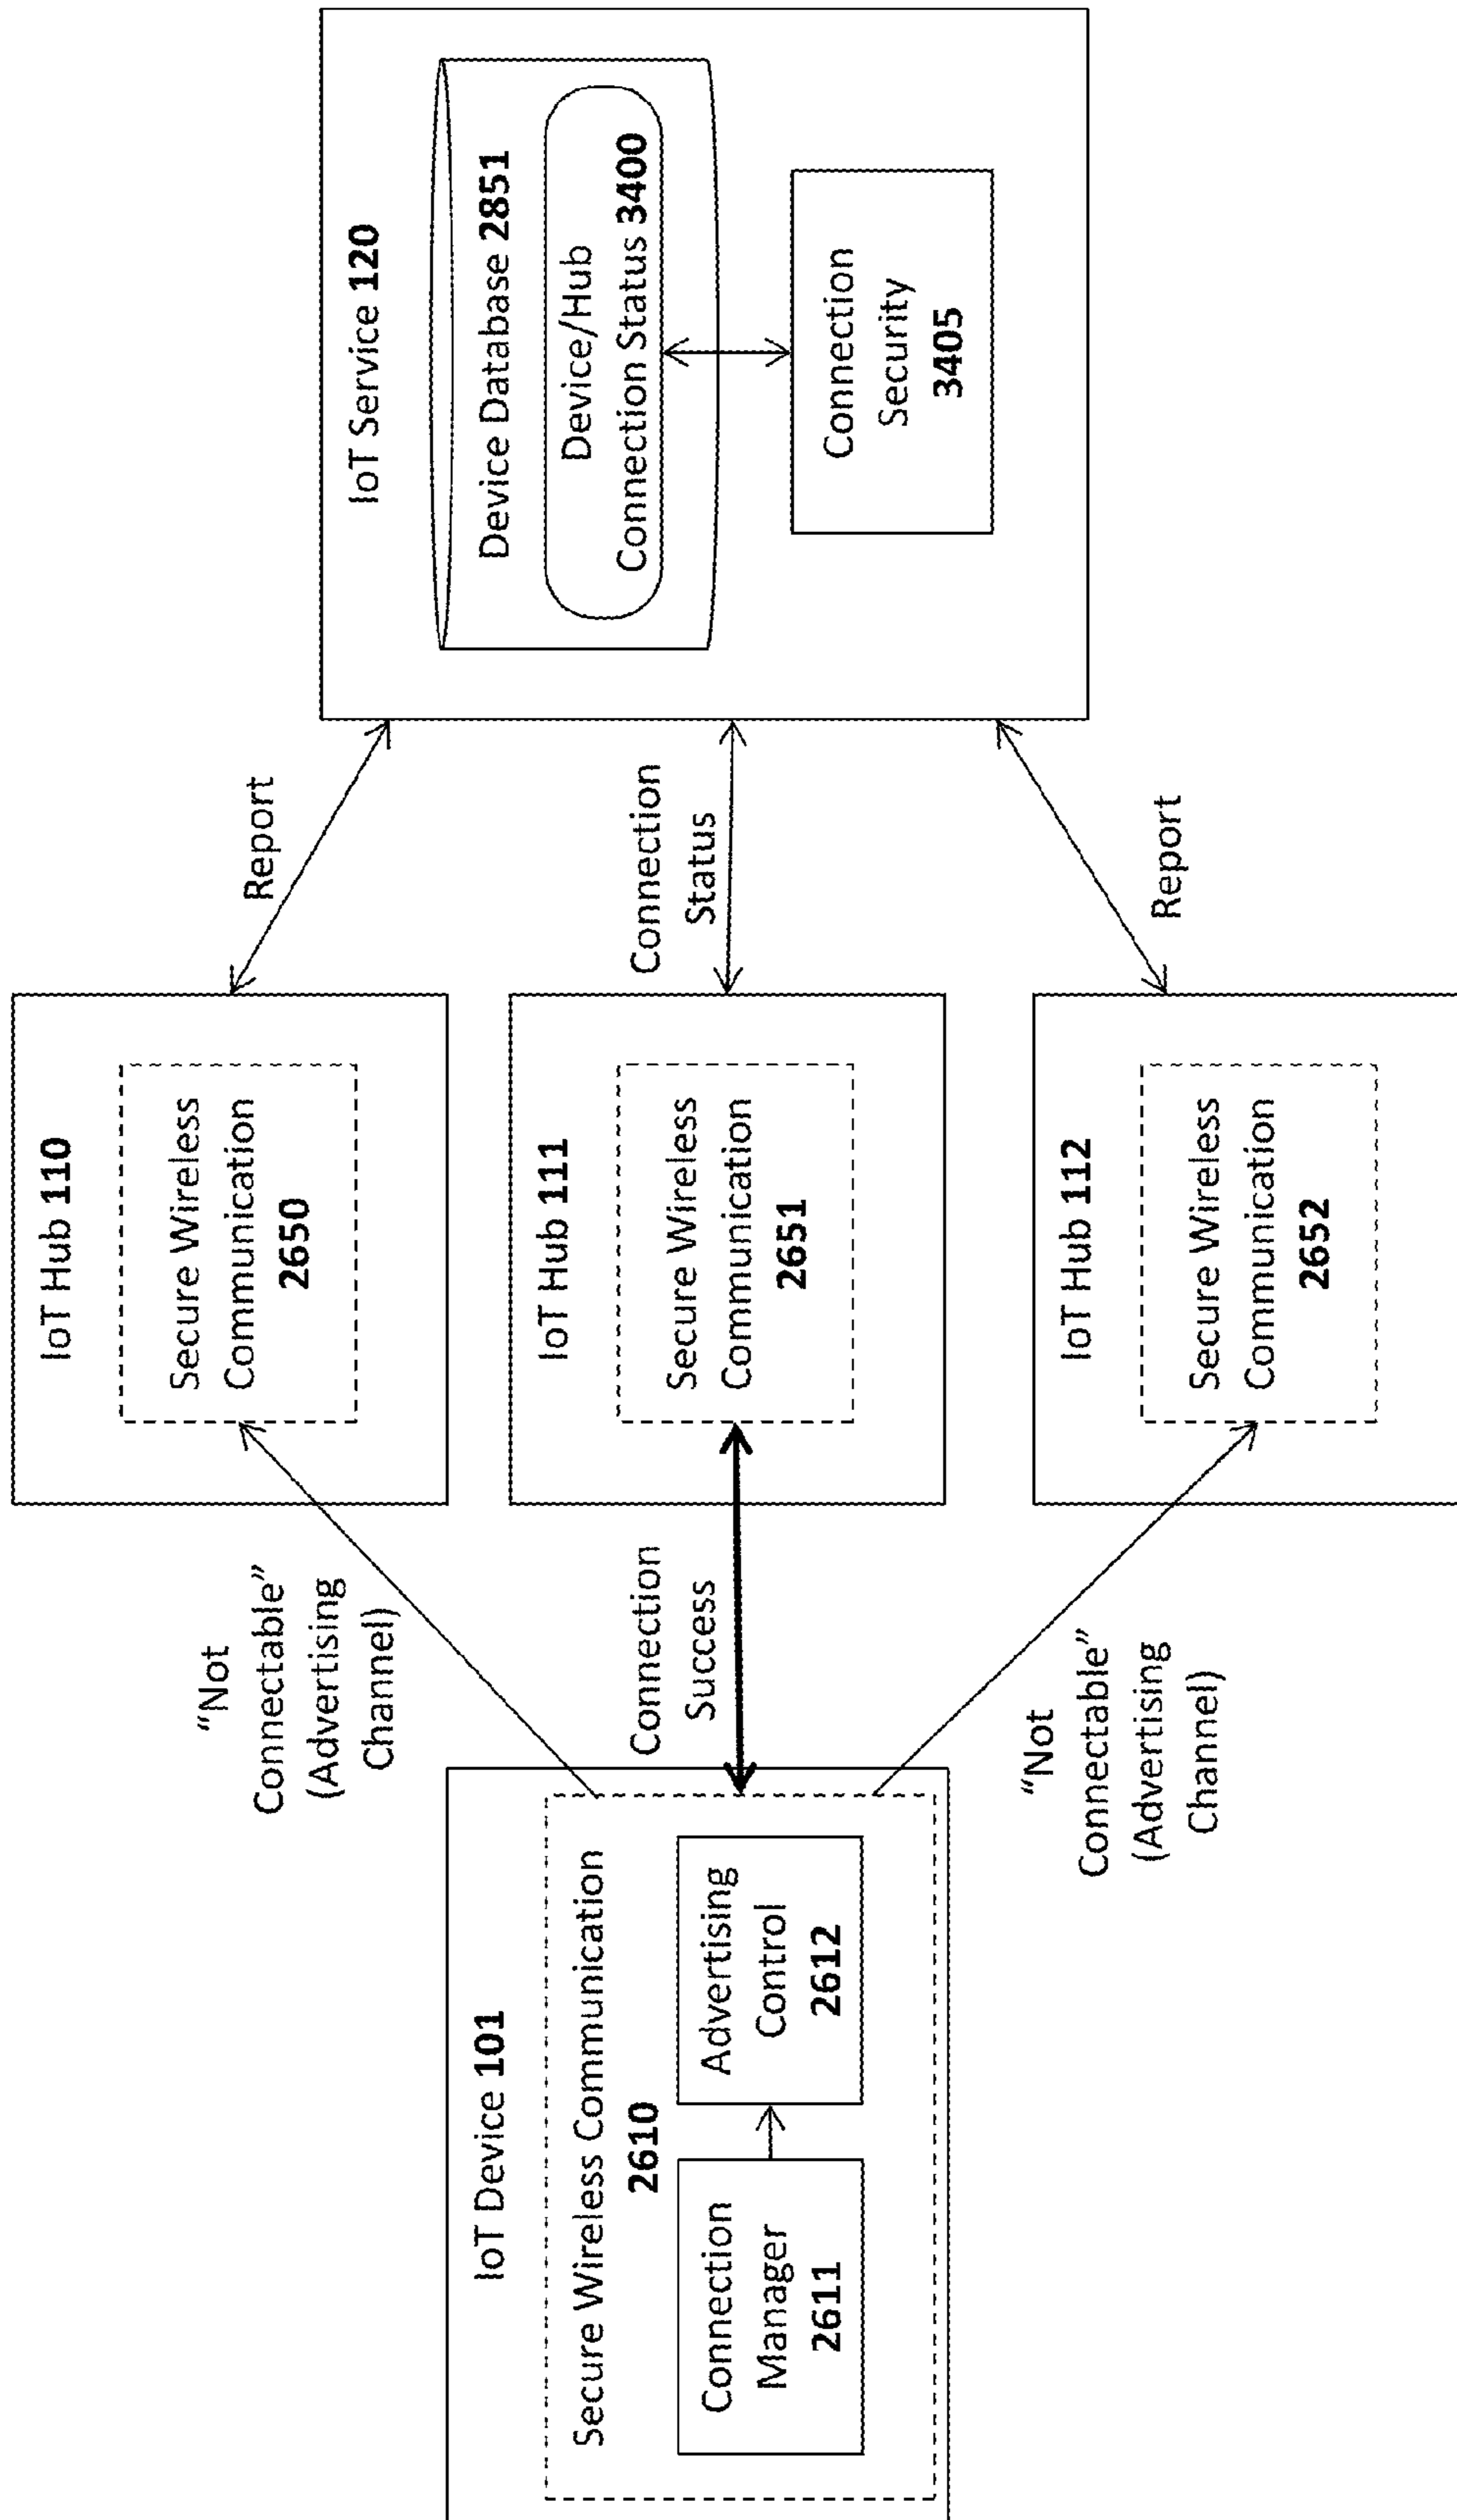 IoT Device 101
Secure Wireless Communication
2610
Connection
Manager
2611
Advertising
Control
2612
“Not
Connectable”
(Advertising
Channel)
Connection
Success
“Not
Connectable”
(Advertising
Channel)
IoT Hub 110
Secure Wireless
Communication
2650
IoT Hub 111
Secure Wireless
Communication
2651
IoT Hub 112
Secure Wireless
Communication
2652
Report
Connection
Status
Report
IoT Service 120
Device Database 2851
Device/Hub
Connection Status 3400
Connection
Security
3405